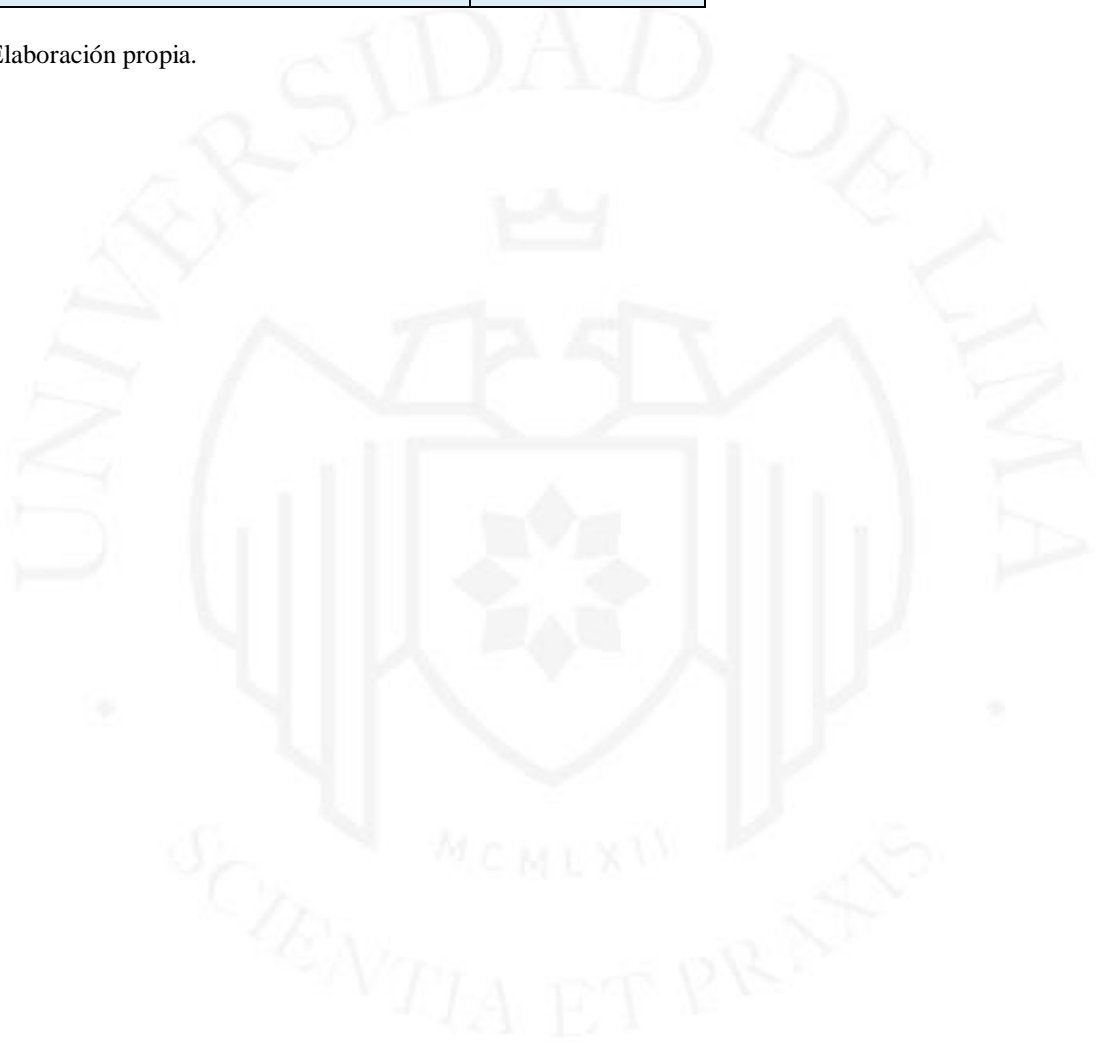 Elaboración propia.
UNIVERSIDAD DE LIMA
MCMLXII
SCIENTIA ET PRAXIS